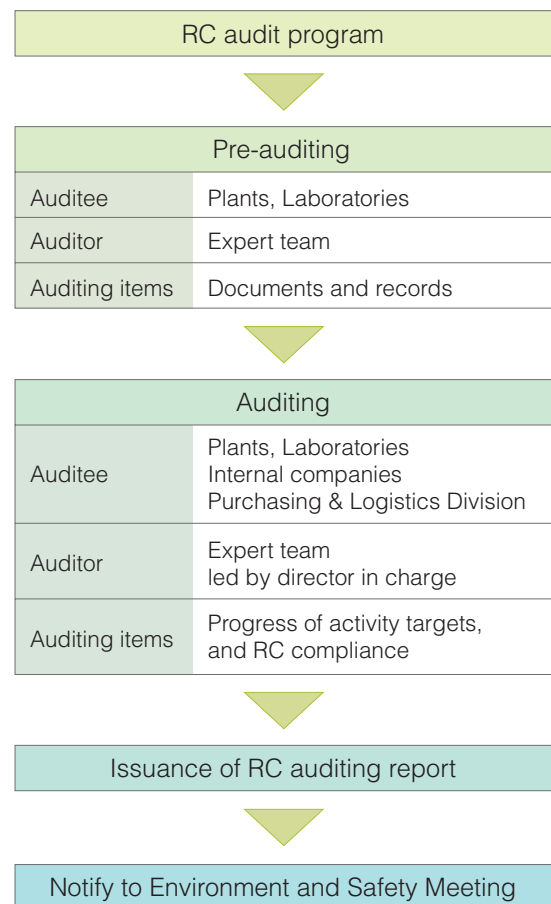 RC audit program
Pre-auditing
Auditee Plants, Laboratories
Auditor Expert team
Auditing items Documents and records
Auditing
Auditee
Plants, Laboratories
Internal companies
Purchasing & Logistics Division
Auditor
Expert team
led by director in charge
Auditing items
Progress of activity targets,
and RC compliance
Issuance of RC auditing report
Notify to Environment and Safety Meeting